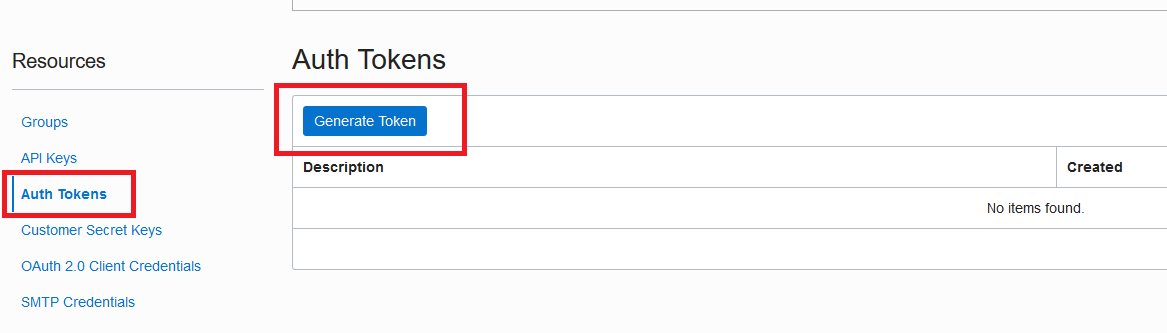 Resources
Groups
API Keys
Auth Tokens
Customer Secret Keys
OAuth 2.0 Client Credentials
SMTP Credentials
Auth Tokens
Generate Token
Description Created
No items found.